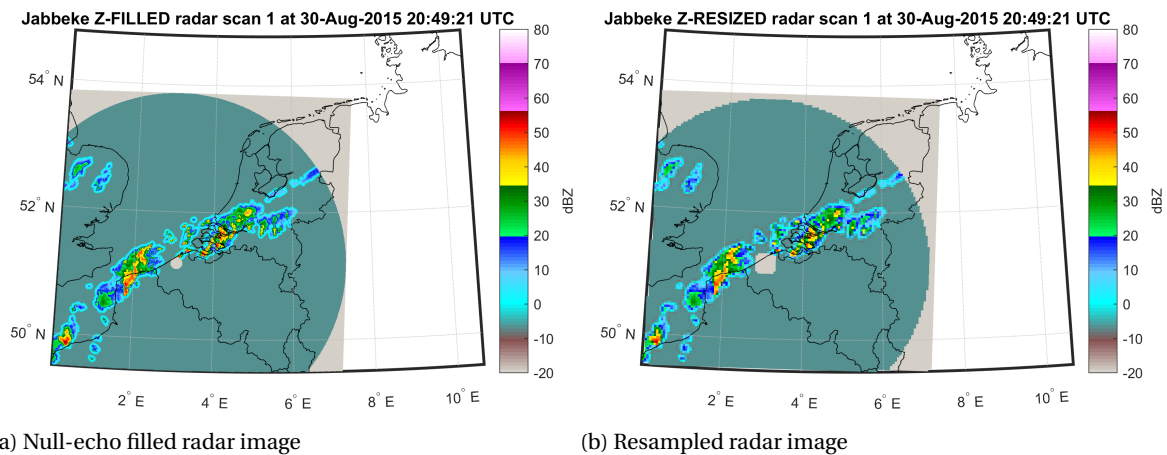 Jabbeke Z-FILLED radar scan 1 at 30-Aug-2015 20:49:21 UTC
54° N
52° N
50° N
2° E
4° E
6° E
8° E
10° E
80
70
60
50
40
30
20
10
0
-10
-20
dBZ
a) Null-echo filled radar image
Jabbeke Z-RESIZED radar scan 1 at 30-Aug-2015 20:49:21 UTC
54° N
52° N
50° N
2° E
4° E
6° E
8° E
10° E
80
70
60
50
40
30
20
10
0
-10
-20
dBZ
(b) Resampled radar image